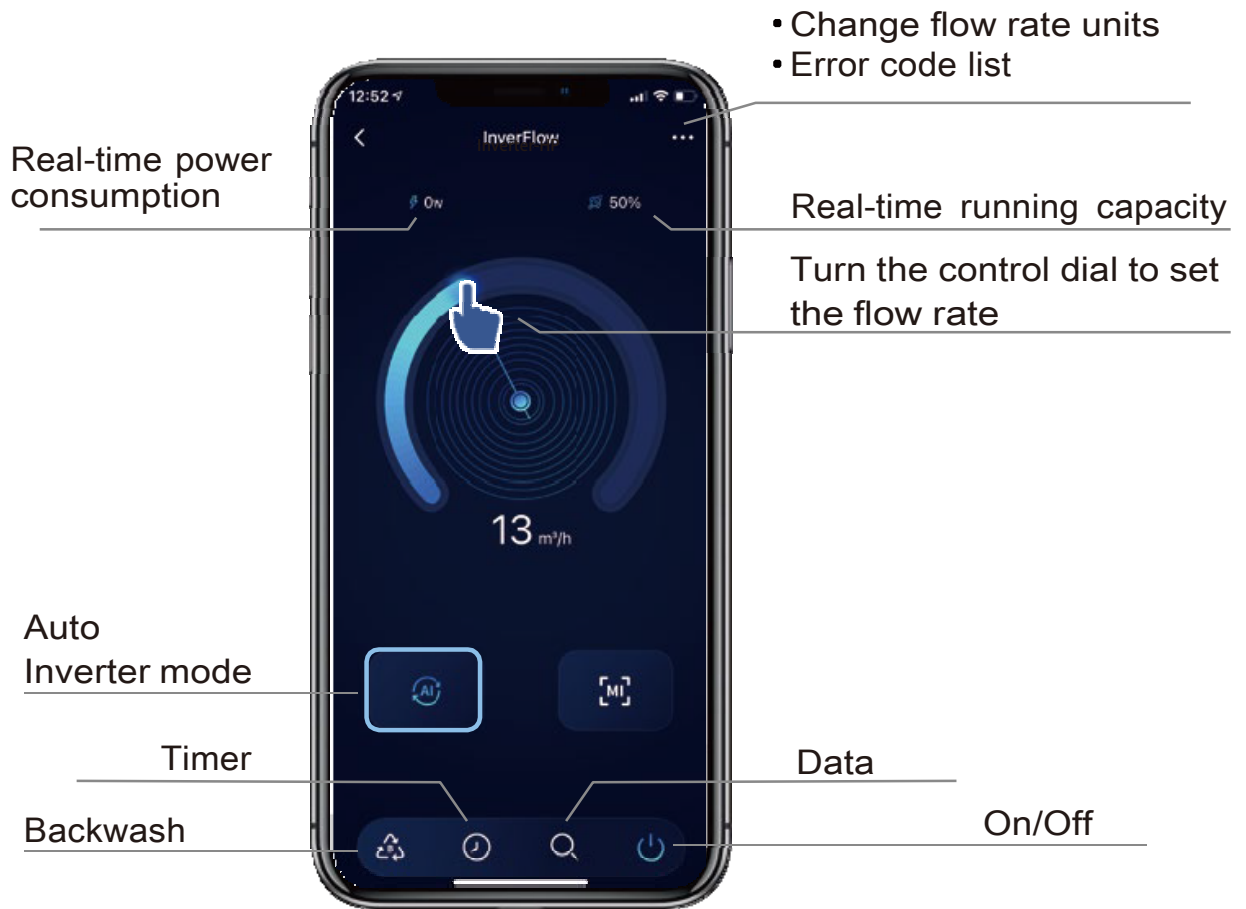 • Change flow rate units
• Error code list
12:52
InverFlow
Real-time power
consumption
0w
50%
Real-time running capacity
Turn the control dial to set
the flow rate
13 m³/h
Auto
Inverter mode
AI
MI
Timer
Data
Backwash
On/Off